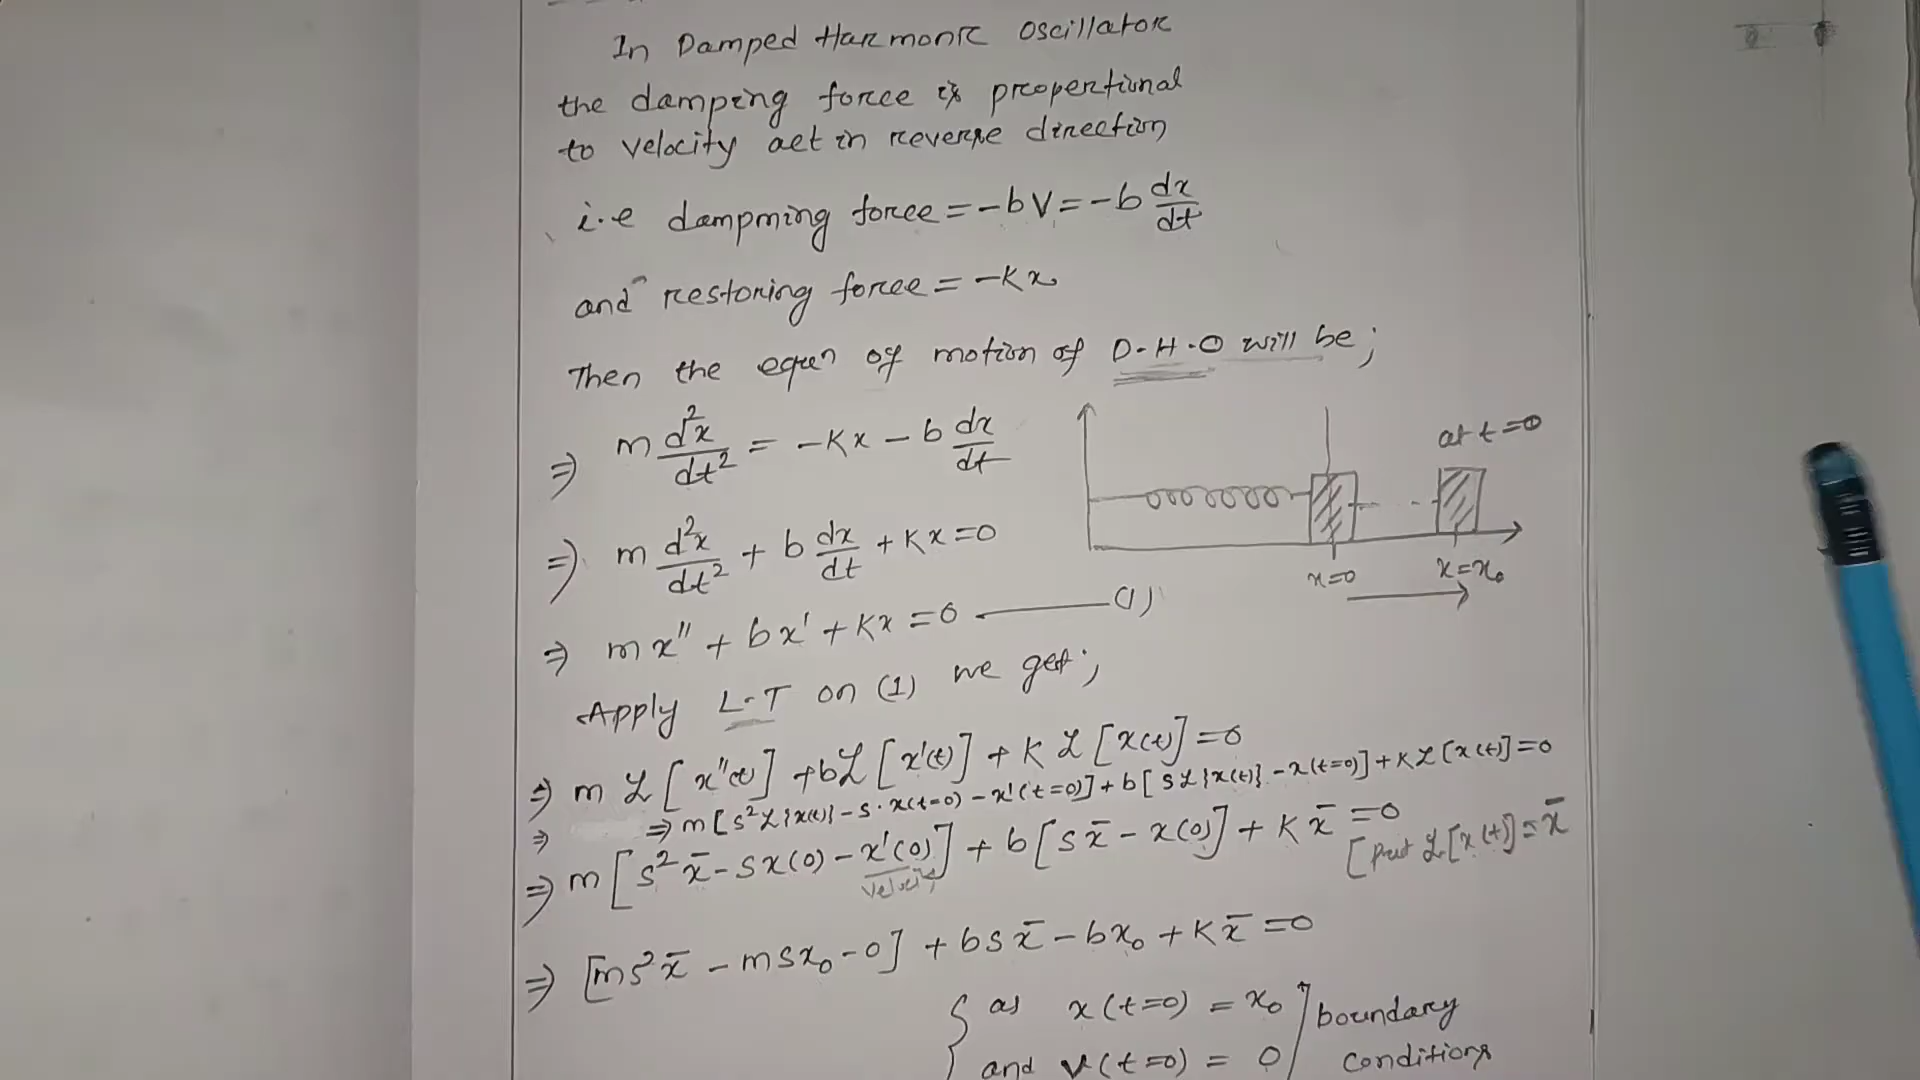 In Damped Harmonic Oscillator
the damping force is propertional
to velocity act in reverse direction
i.e dampming force = -bV = -b dx/dt
and restoring force = -Kx
Then the equen of motion of D-H-O will be;
⇒ m d²x/dt² = -Kx - b dx/dt
at t=0
⇒ m d²x/dt² + b dx/dt + Kx = 0
x=0
x=x₀
⇒ mx'' + bx' + Kx = 0 ——— (1)
Apply L-T on (1) we get;
⇒ m ℒ[x''(t)] + bℒ[x'(t)] + K ℒ[x(t)] = 0
⇒ ⇒ m[s²ℒ{x(t)} - s·x(t=0) - x'(t=0)] + b[sℒ{x(t)} - x(t=0)] + Kℒ[x(t)] = 0
⇒ m[s²x̄ - sx(0) - x'(0)] + b[sx̄ - x(0)] + Kx̄ = 0
velocity
[Put ℒ[x(t)] = x̄
⇒ [ms²x̄ - msx₀ - 0] + bsx̄ - bx₀ + Kx̄ = 0
{ as x(t=0) = x₀ } boundary
and v(t=0) = 0 conditions